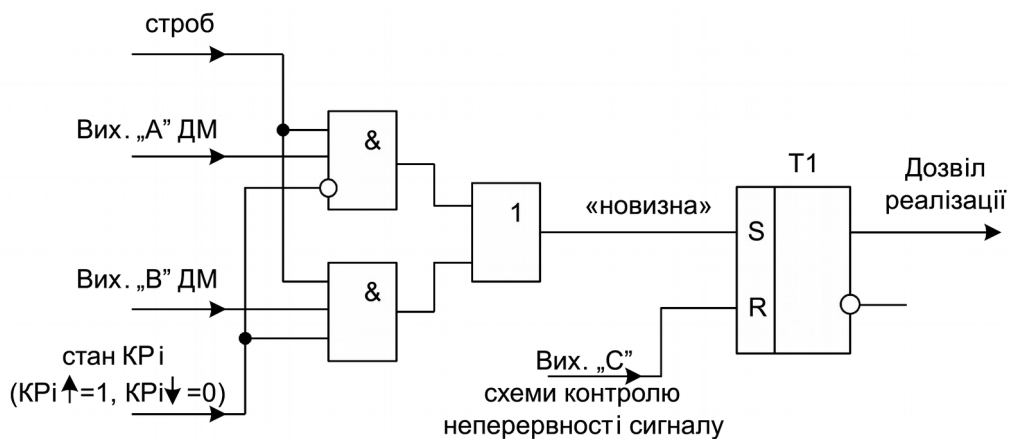 строб
Вих. „А” ДМ
&
Т1
Дозвіл
реалізації
1
«новизна»
S
Вих. „В” ДМ
&
R
стан КРі
(КРі↑=1, КРі↓=0)
Вих. „С”
схеми контролю
неперервності сигналу